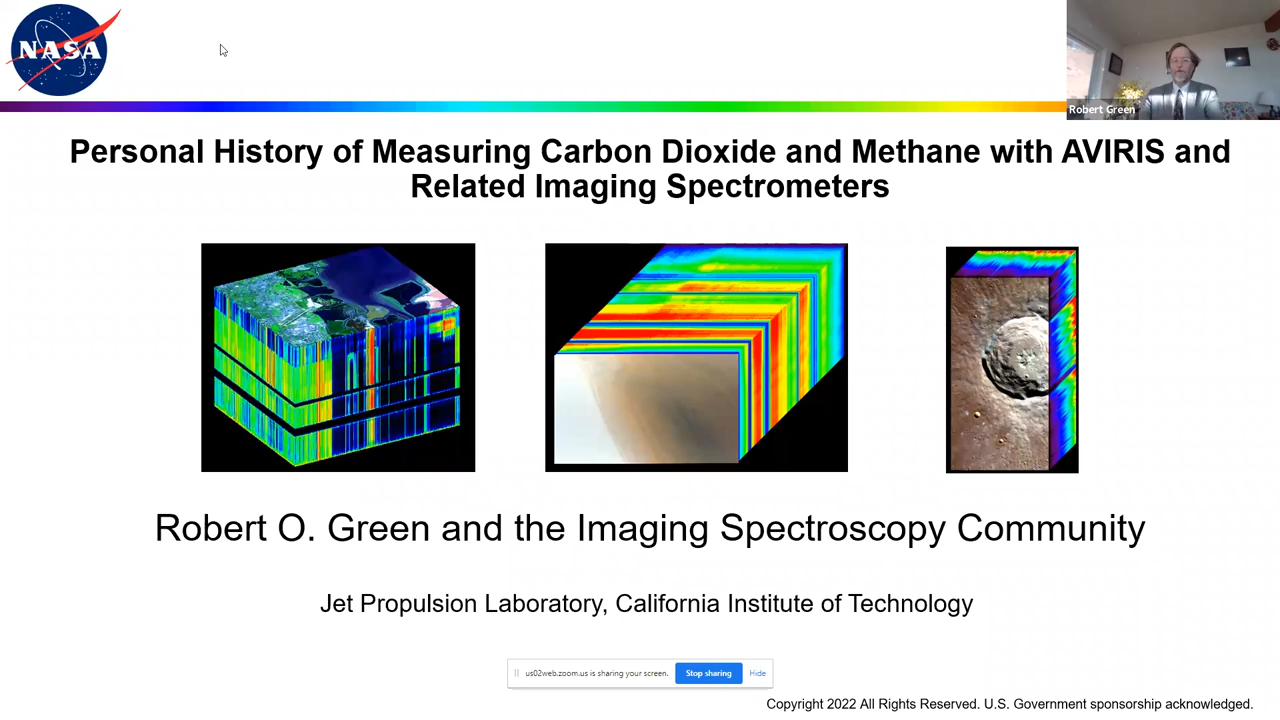 NASA
Robert Green
Personal History of Measuring Carbon Dioxide and Methane with AVIRIS and
Related Imaging Spectrometers
Robert O. Green and the Imaging Spectroscopy Community
Jet Propulsion Laboratory, California Institute of Technology
us02web.zoom.us is sharing your screen. Stop sharing Hide
Copyright 2022 All Rights Reserved. U.S. Government sponsorship acknowledged.